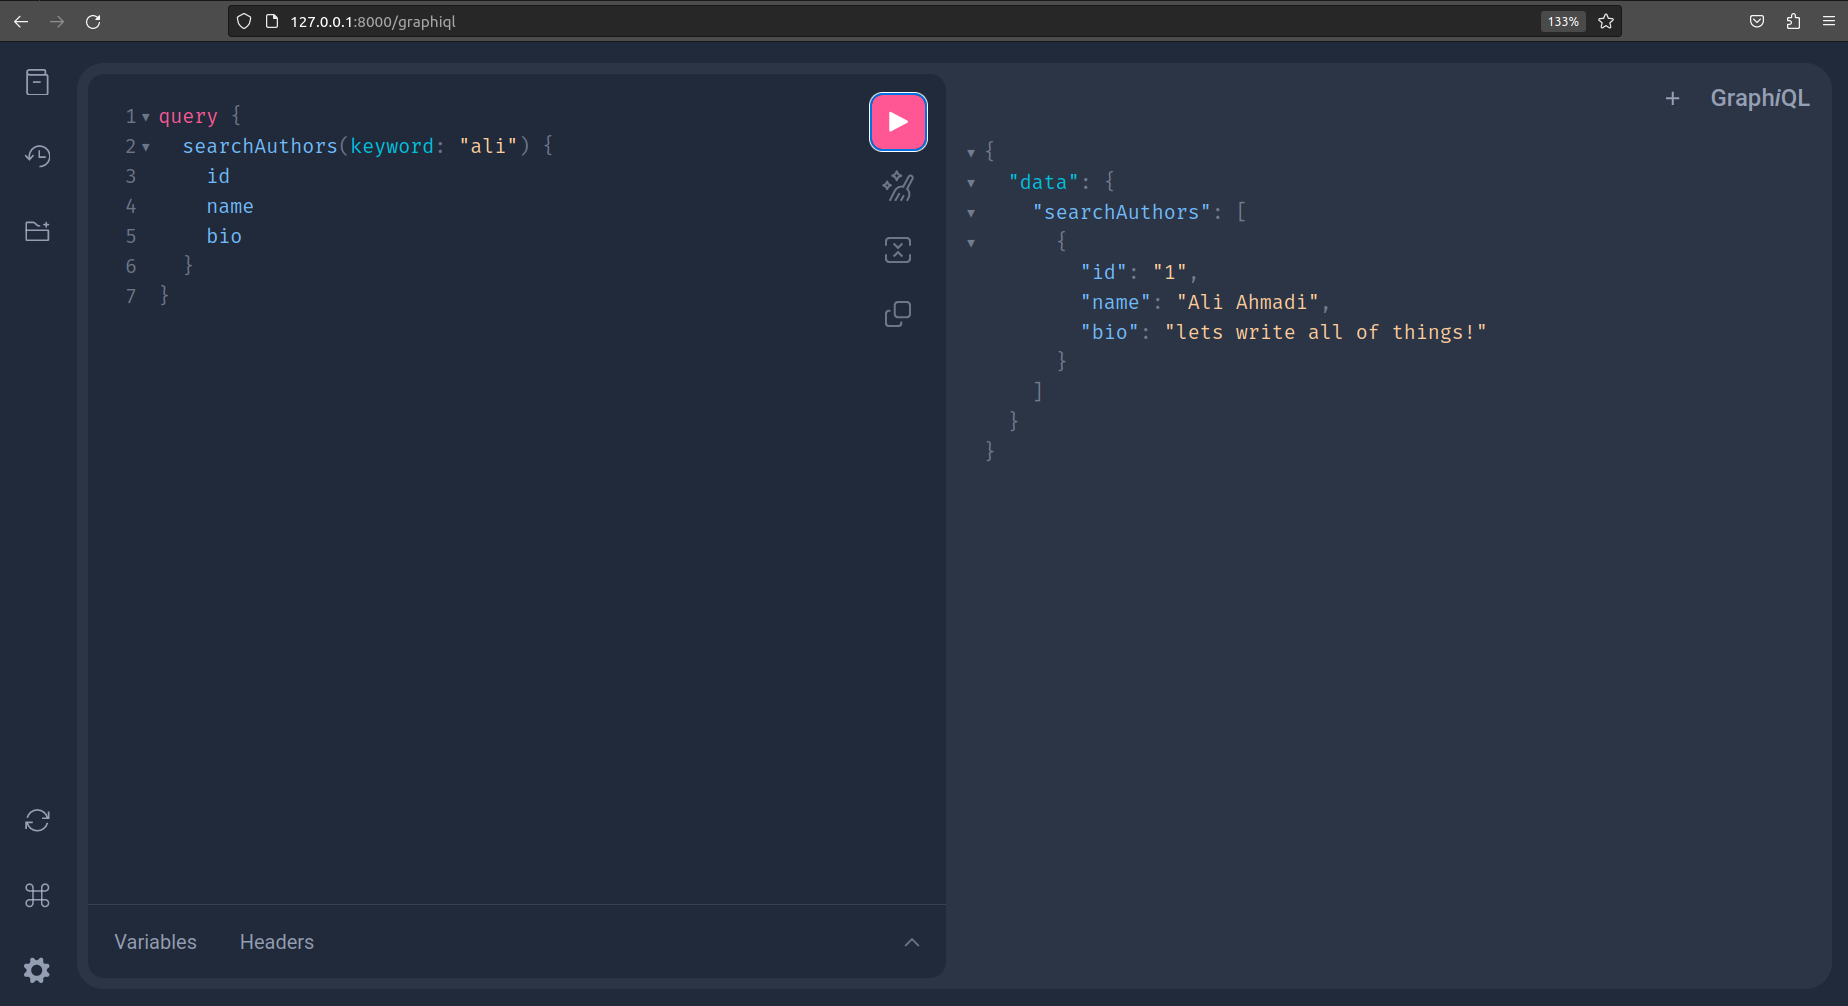 127.0.0.1:8000/graphiql
133%
1 query {
2 searchAuthors(keyword: "ali") {
3 id
4 name
5 bio
6 }
7 }
Variables Headers
+ GraphiQL
{
"data": {
"searchAuthors": [
{
"id": "1",
"name": "Ali Ahmadi",
"bio": "lets write all of things!"
}
]
}
}